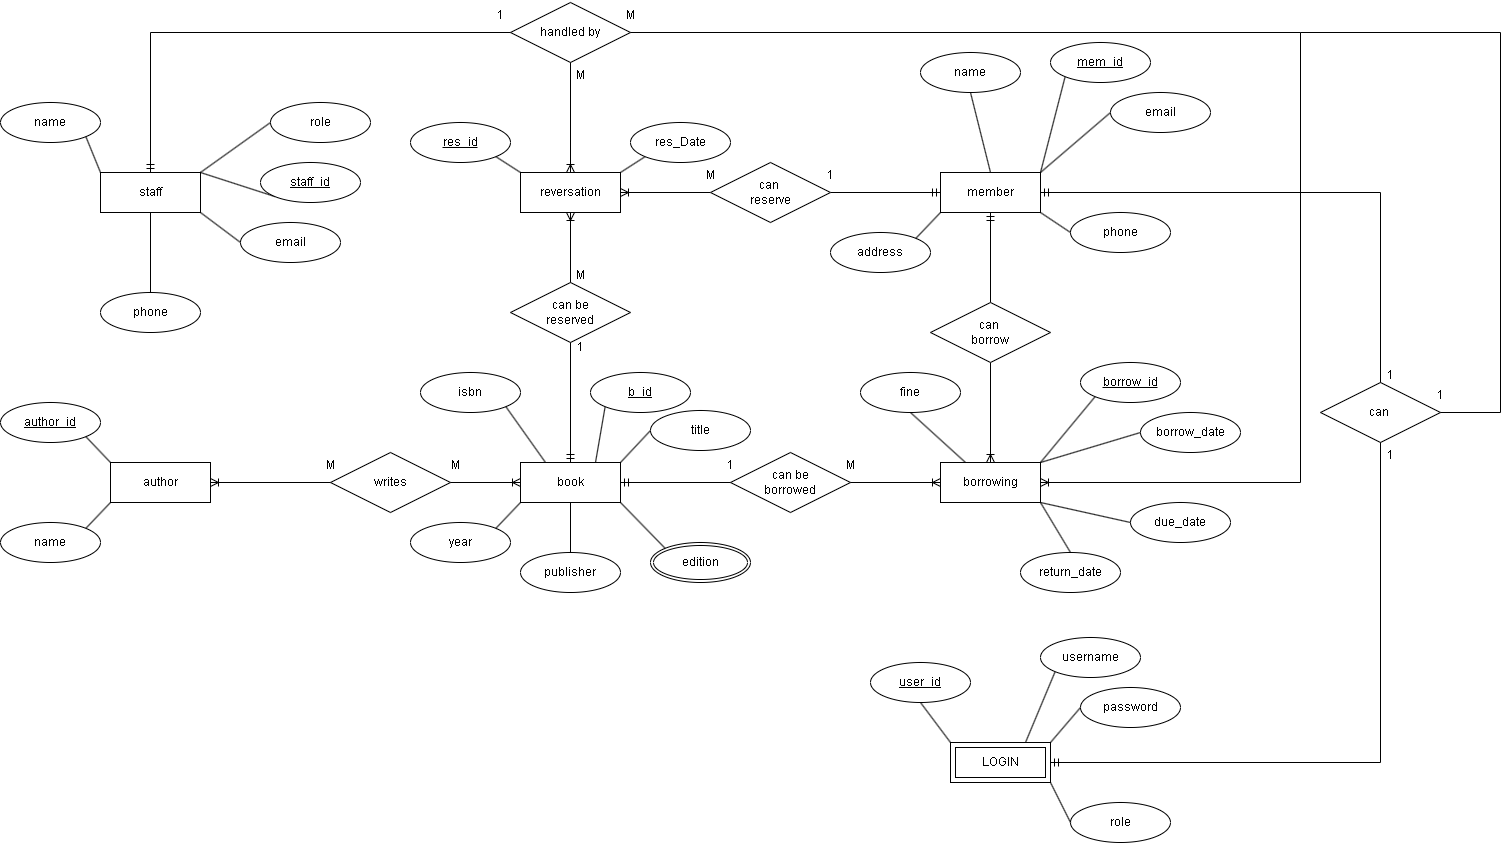 1
M
handled by
M
name
mem_id
email
name
role
res_id
res_Date
staff_id
staff
reversation
M
can
reserve
1
member
email
address
phone
phone
M
can be
reserved
1
can
borrow
1
can
1
1
isbn
b_id
fine
borrow_id
author_id
title
borrow_date
author
M
writes
M
book
1
can be
borrowed
M
borrowing
name
year
publisher
edition
due_date
return_date
user_id
username
password
LOGIN
role